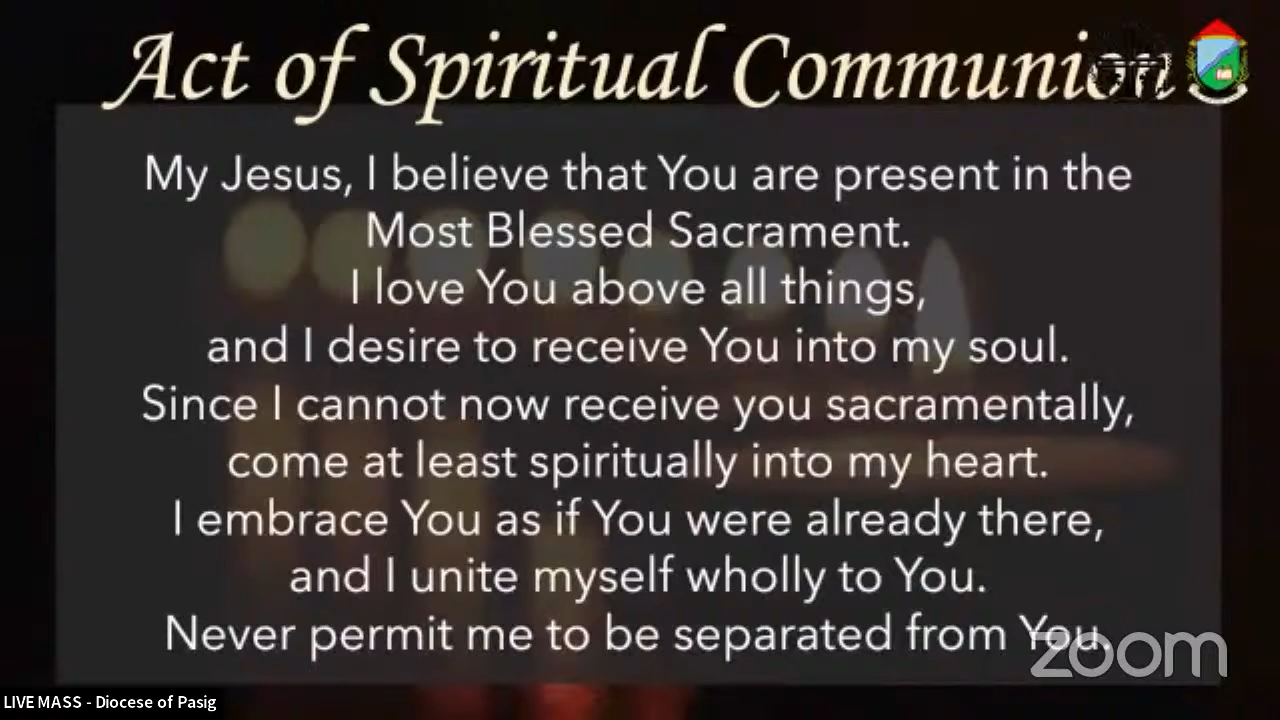 Act of Spiritual Communion
My Jesus, I believe that You are present in the
Most Blessed Sacrament.
I love You above all things,
and I desire to receive You into my soul.
Since I cannot now receive you sacramentally,
come at least spiritually into my heart.
I embrace You as if You were already there,
and I unite myself wholly to You.
Never permit me to be separated from You.
zoom
LIVE MASS - Diocese of Pasig